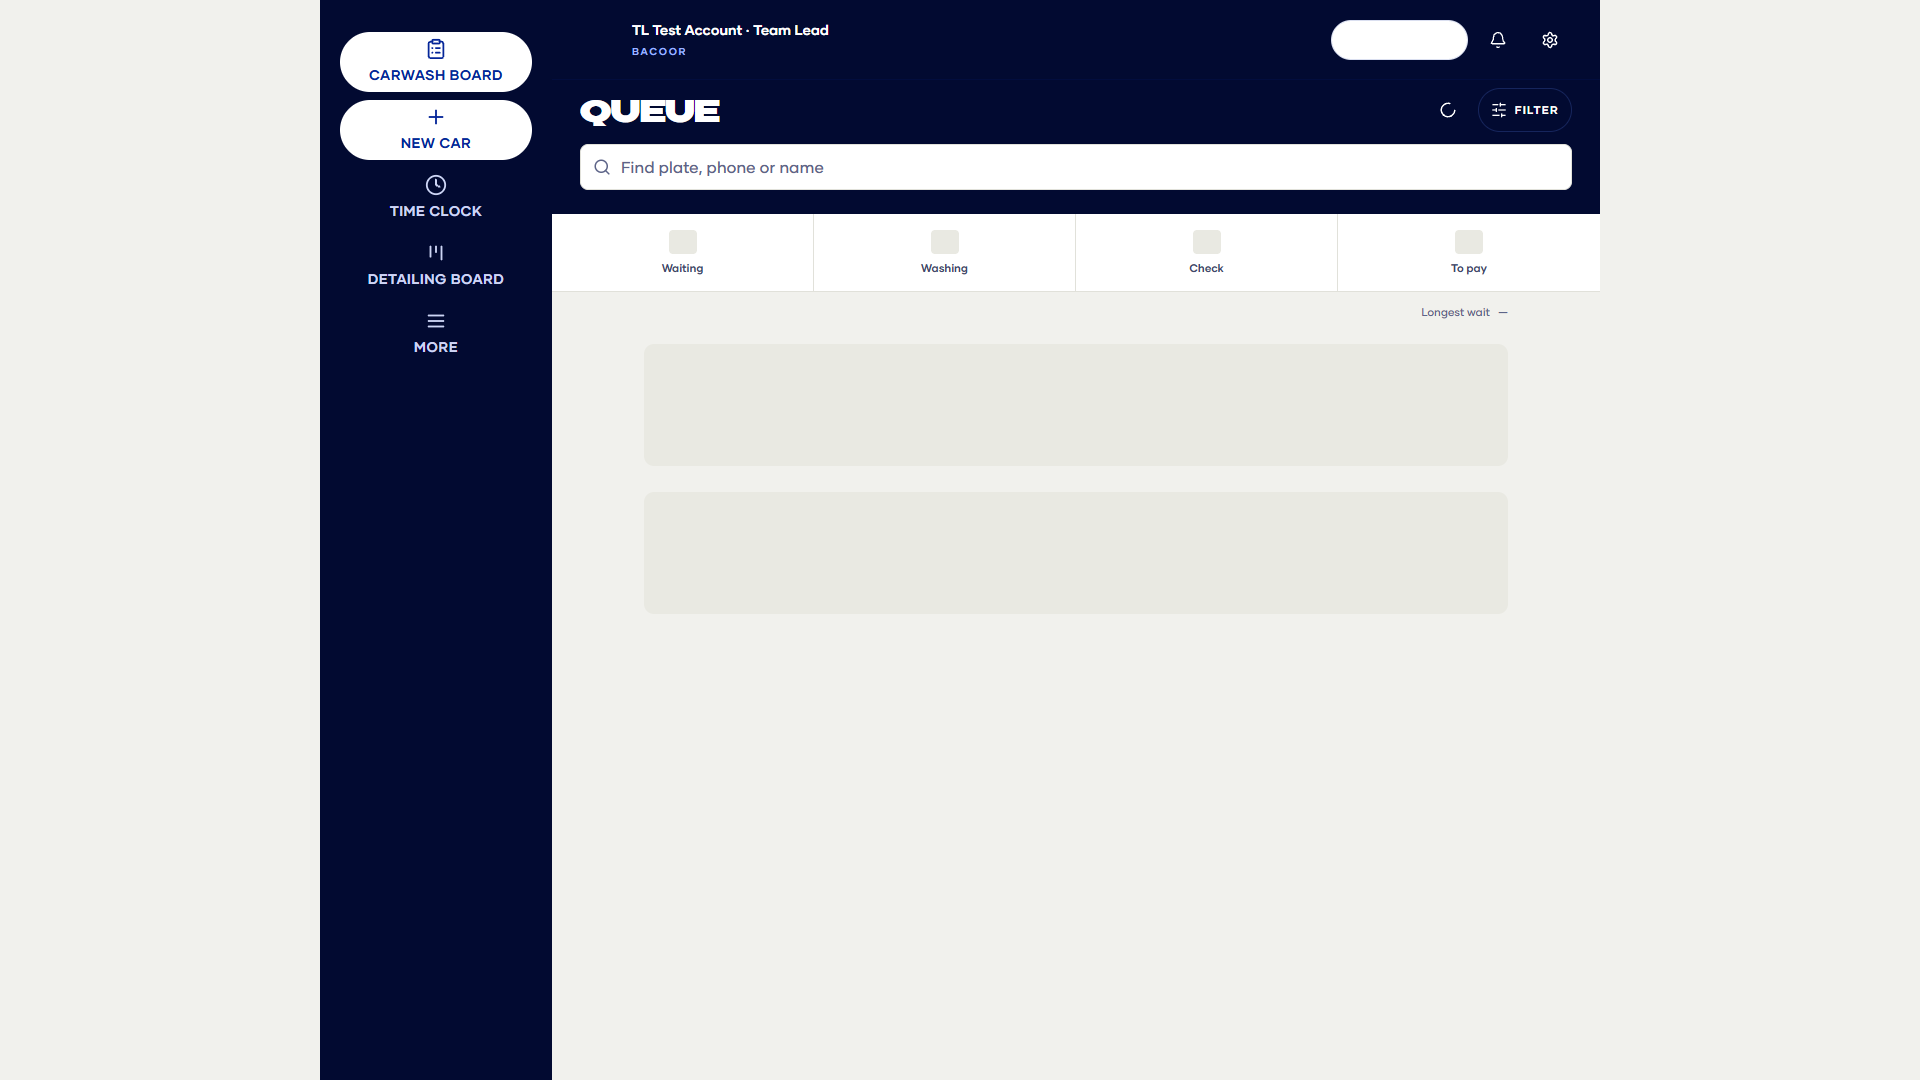 CARWASH BOARD
NEW CAR
TIME CLOCK
DETAILING BOARD
MORE
TL Test Account · Team Lead
BACOOR
QUEUE
FILTER
Find plate, phone or name
Waiting
Washing
Check
To pay
Longest wait —